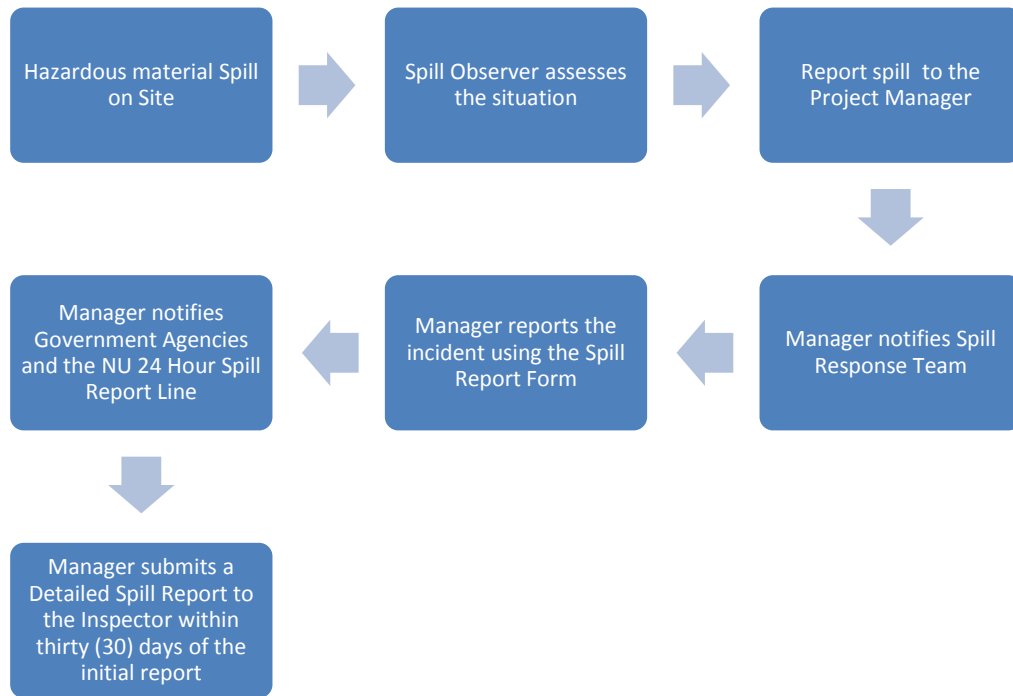 Hazardous material Spill
on Site
Spill Observer assesses
the situation
Report spill to the
Project Manager
Manager notifies Spill
Response Team
Manager reports the
incident using the Spill
Report Form
Manager notifies
Government Agencies
and the NU 24 Hour Spill
Report Line
Manager submits a
Detailed Spill Report to
the Inspector within
thirty (30) days of the
initial report